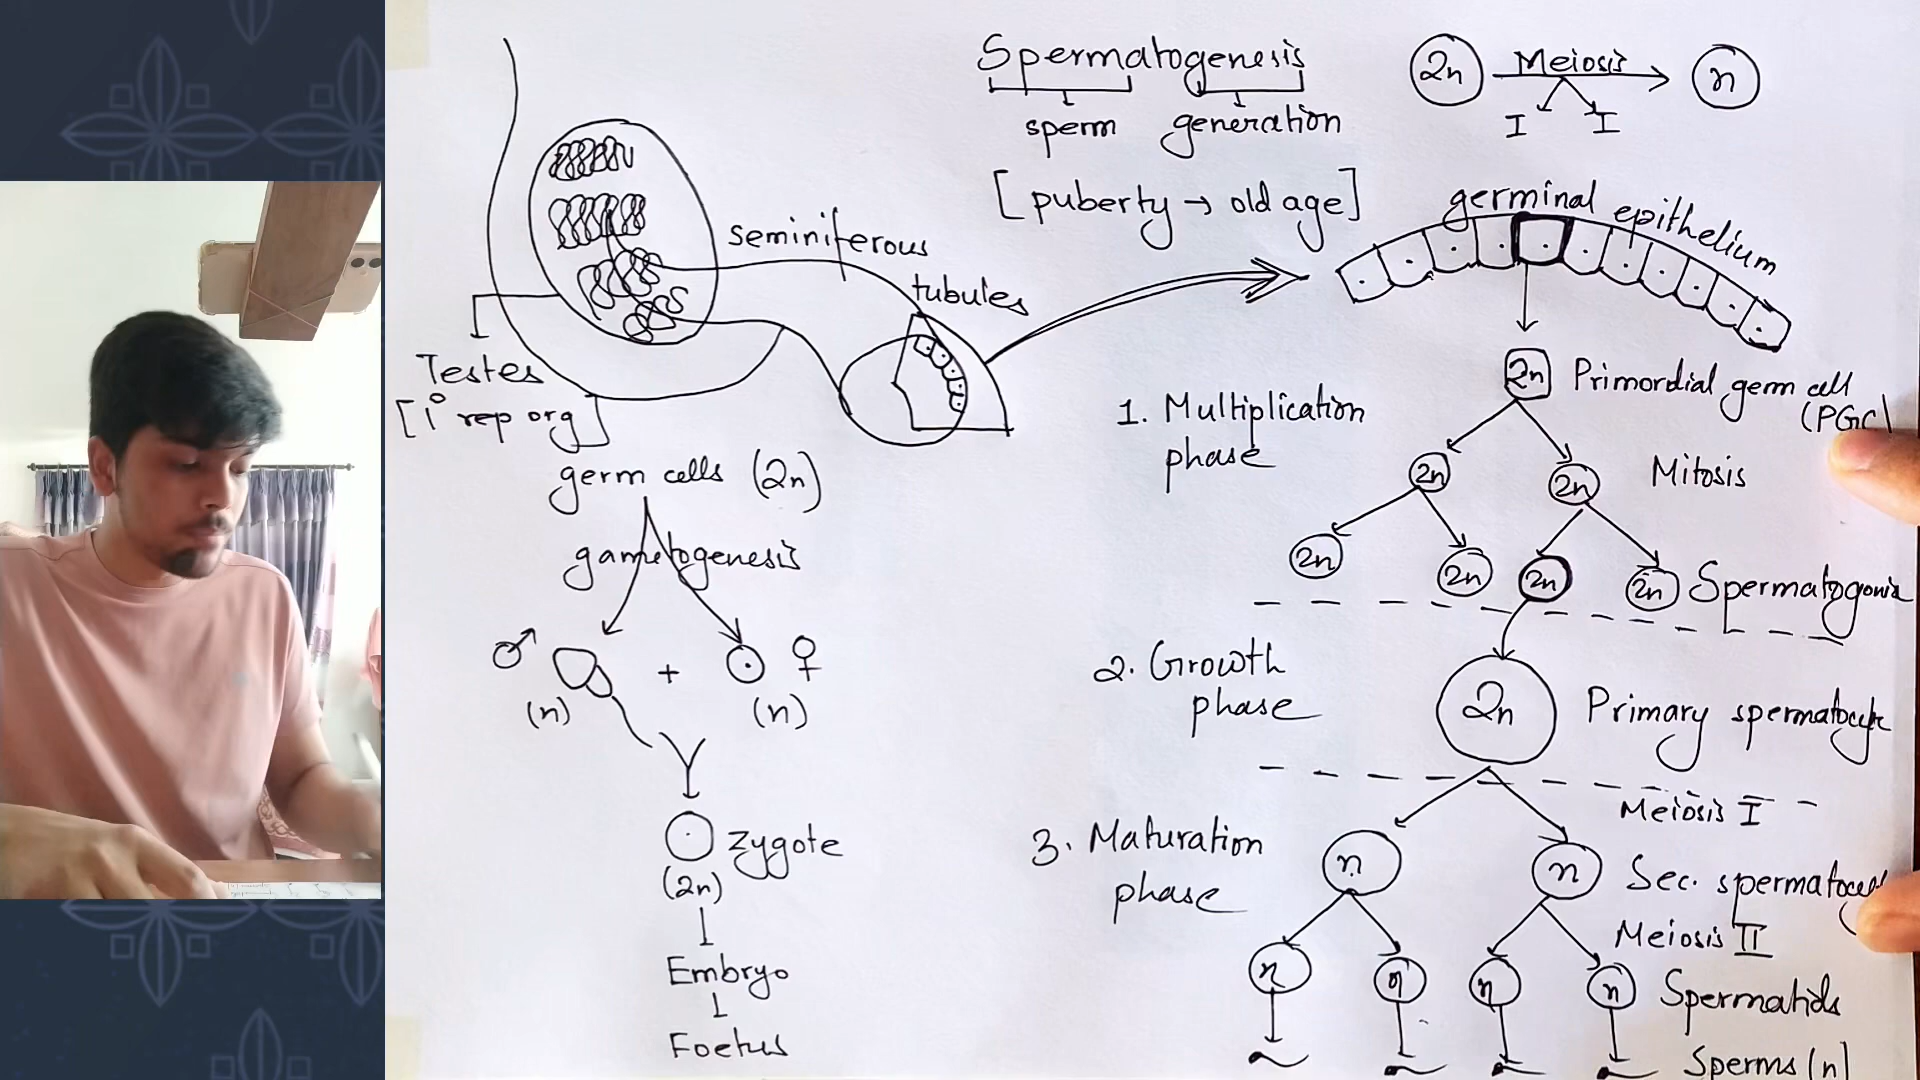 Spermatogenesis
sperm generation
[puberty → old age]
2n Meiosis n
I I
germinal epithelium
seminiferous
tubules
Testes
[1° rep org]
germ cells (2n)
gametogenesis
♂ + ♀
(n) (n)
zygote
(2n)
Embryo
Foetus
2n Primordial germ cell
(PGC)
1. Multiplication
phase
2n 2n Mitosis
2n 2n 2n 2n Spermatogonia
2. Growth
phase
2n Primary spermatocyte
Meiosis I
3. Maturation
phase
n n Sec.
Meiosis II
n n n n Spermatids
Sperms (n)